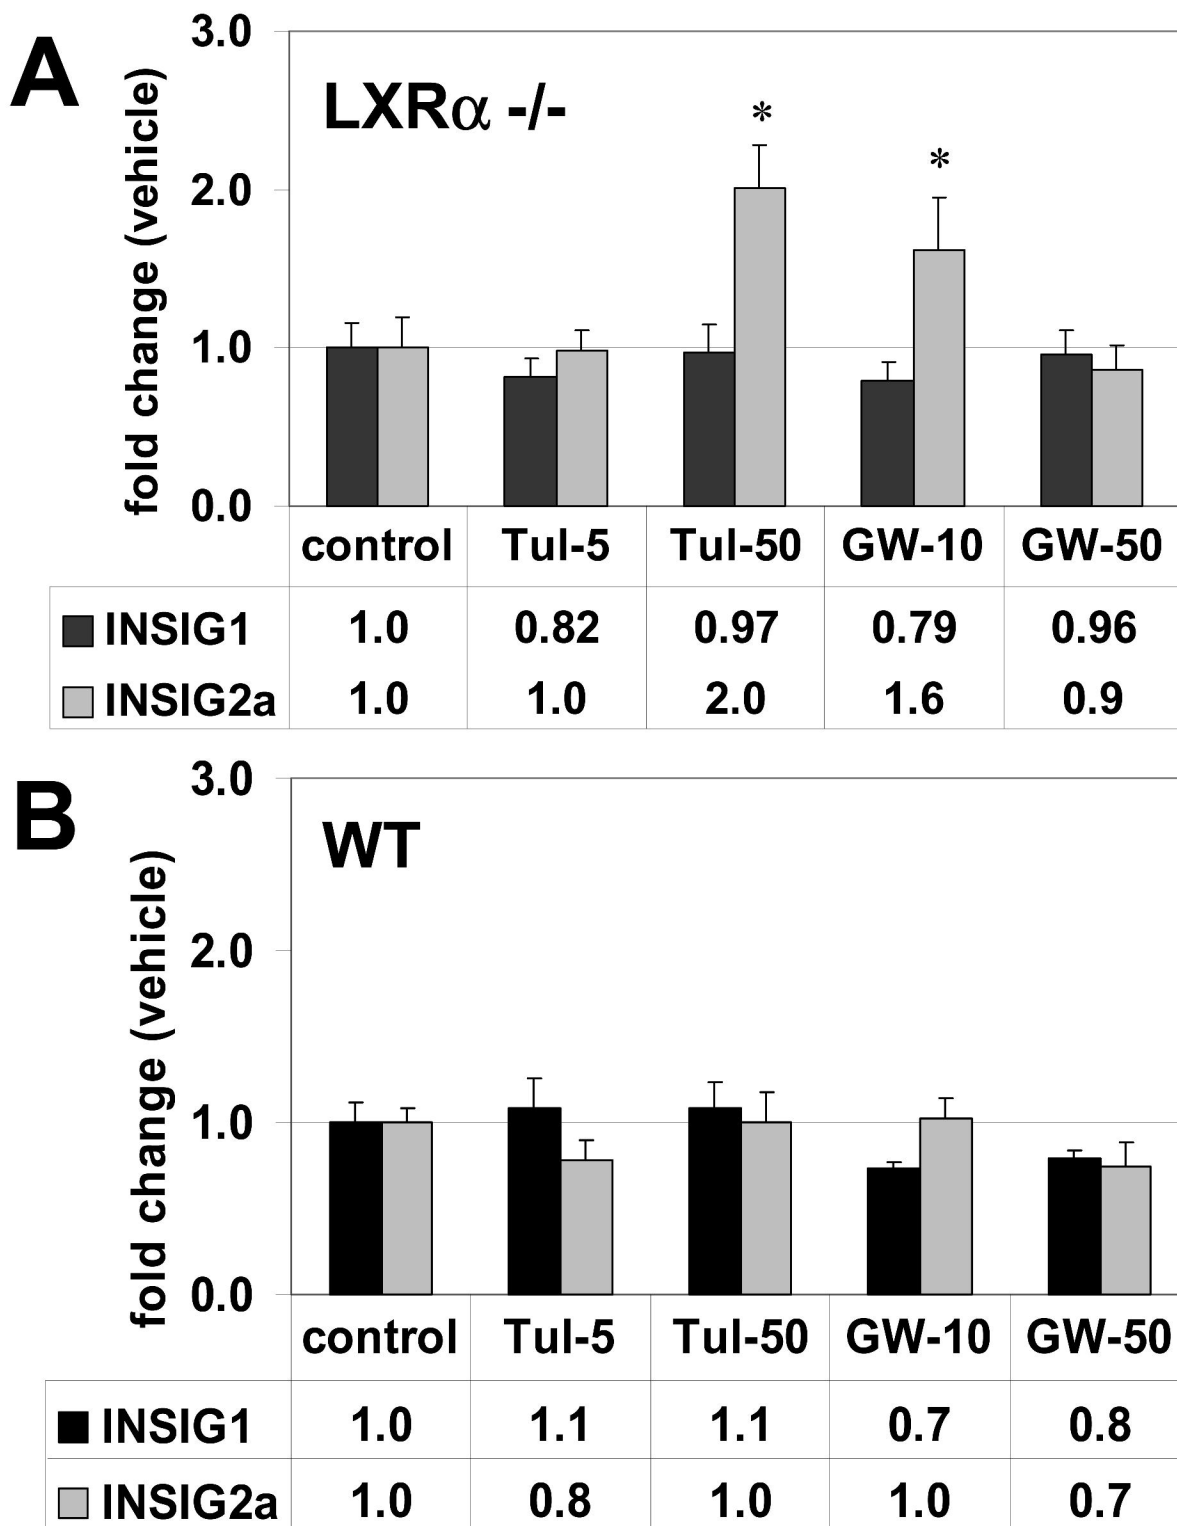 A
LXRα -/-
fold change (vehicle)
3.0
2.0
1.0
0.0
*
*
control Tul-5 Tul-50 GW-10 GW-50
INSIG1 1.0 0.82 0.97 0.79 0.96
INSIG2a 1.0 1.0 2.0 1.6 0.9
B
WT
fold change (vehicle)
3.0
2.0
1.0
0.0
control Tul-5 Tul-50 GW-10 GW-50
INSIG1 1.0 1.1 1.1 0.7 0.8
INSIG2a 1.0 0.8 1.0 1.0 0.7